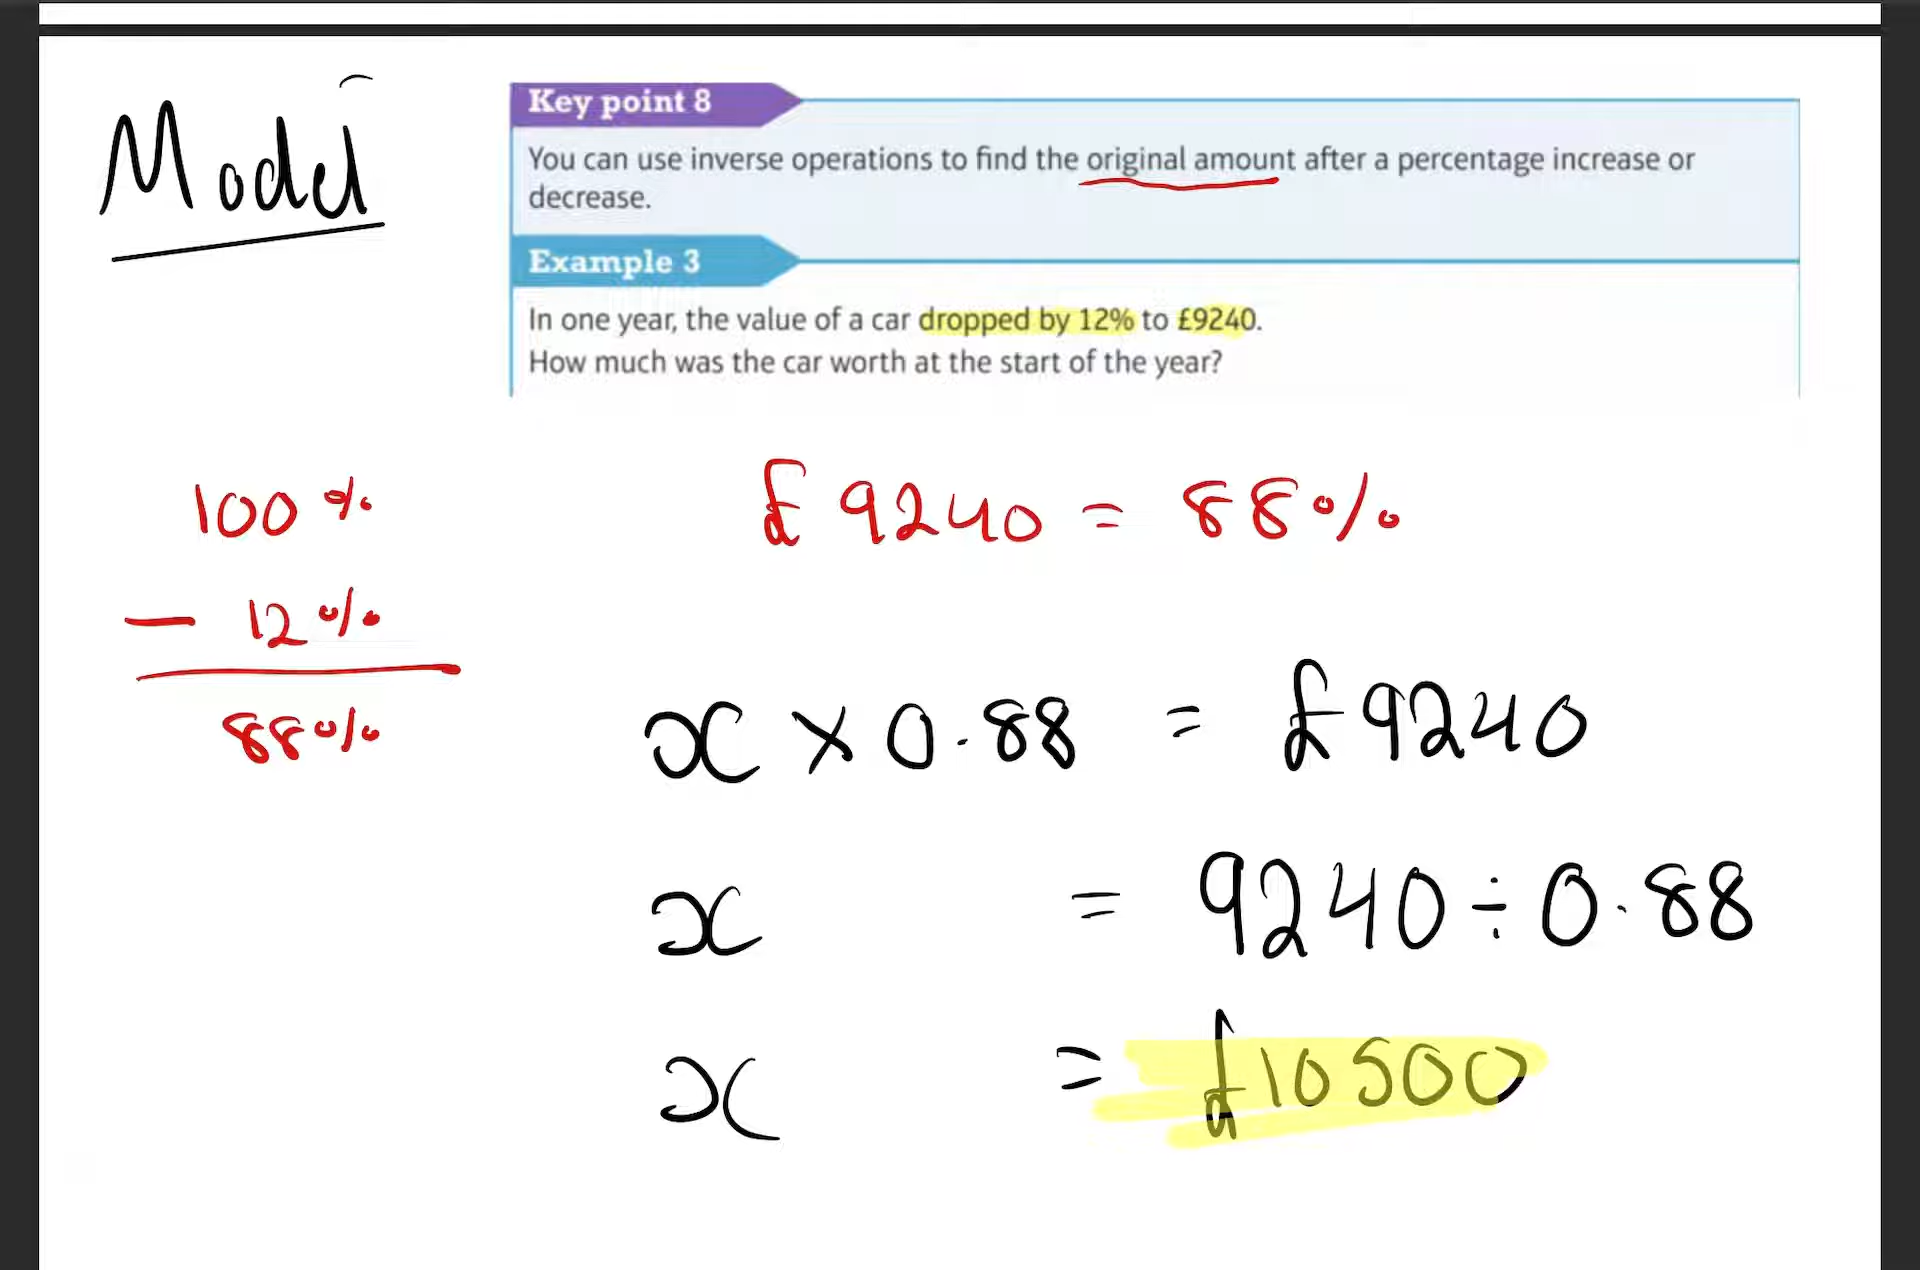 Model
Key point 8
You can use inverse operations to find the original amount after a percentage increase or
decrease.
Example 3
In one year, the value of a car dropped by 12% to £9240.
How much was the car worth at the start of the year?
100 %
£ 9240 = 88%
- 12%
88%
x × 0.88 = £9240
x = 9240 ÷ 0.88
x = £10500